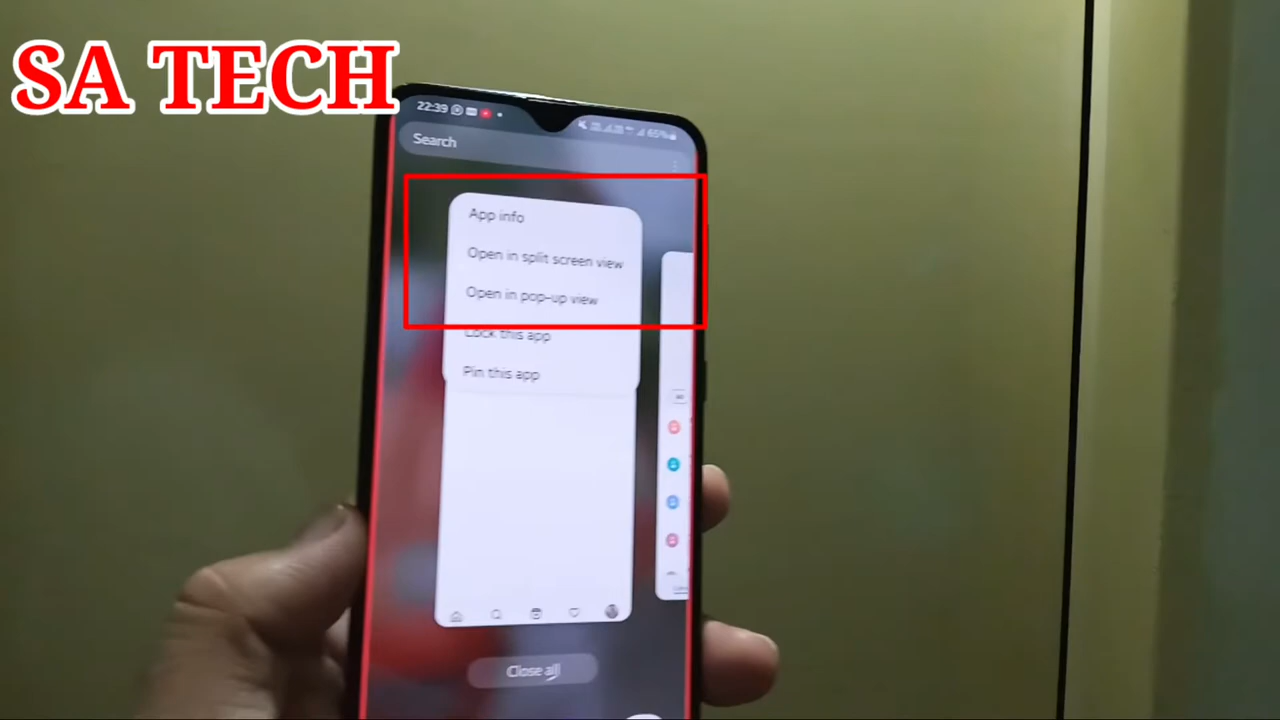 SA TECH
22:39
65%
Search
App info
Open in split screen view
Open in pop-up view
Lock this app
Pin this app
Close all